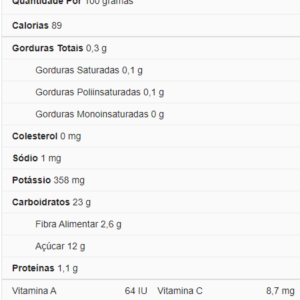 Quantidade Por 100 gramas
Calorias 89
Gorduras Totais 0,3 g
Gorduras Saturadas 0,1 g
Gorduras Poliinsaturadas 0,1 g
Gorduras Monoinsaturadas 0 g
Colesterol 0 mg
Sódio 1 mg
Potássio 358 mg
Carboidratos 23 g
Fibra Alimentar 2,6 g
Açúcar 12 g
Proteínas 1,1 g
Vitamina A 64 IU Vitamina C 8,7 mg